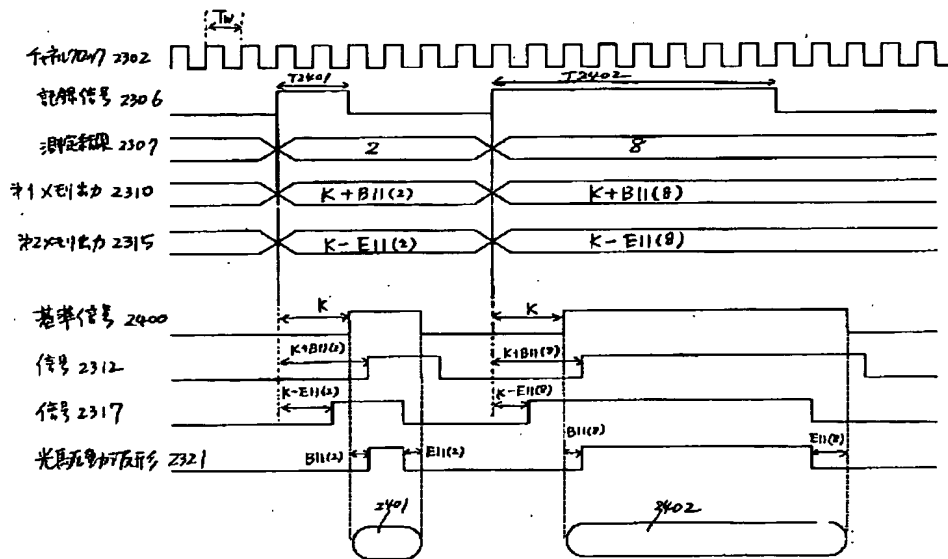 Tw
チャネルクロック 2302
T2401
T2402
記録信号 2306
測定結果 2307
2
8
第1メモリ出力 2310
K+B11(2)
K+B11(8)
第2メモリ出力 2315
K-E11(2)
K-E11(8)
基準信号 2400
K
K
信号 2312
K+B11(2)
K+B11(8)
信号 2317
K-E11(2)
K-E11(8)
光駆動波形 2321
B11(2)
E11(2)
B11(8)
E11(8)
2401
2402